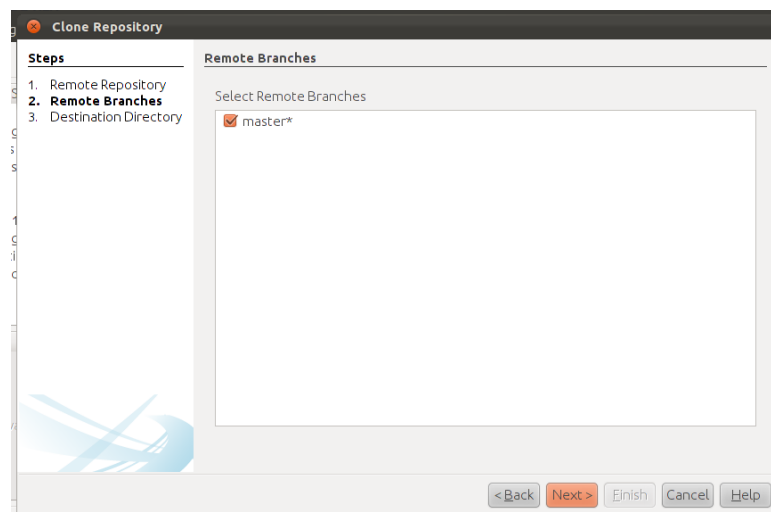 Clone Repository
Steps
1. Remote Repository
2. Remote Branches
3. Destination Directory
Remote Branches
Select Remote Branches
master*
< Back Next > Finish Cancel Help